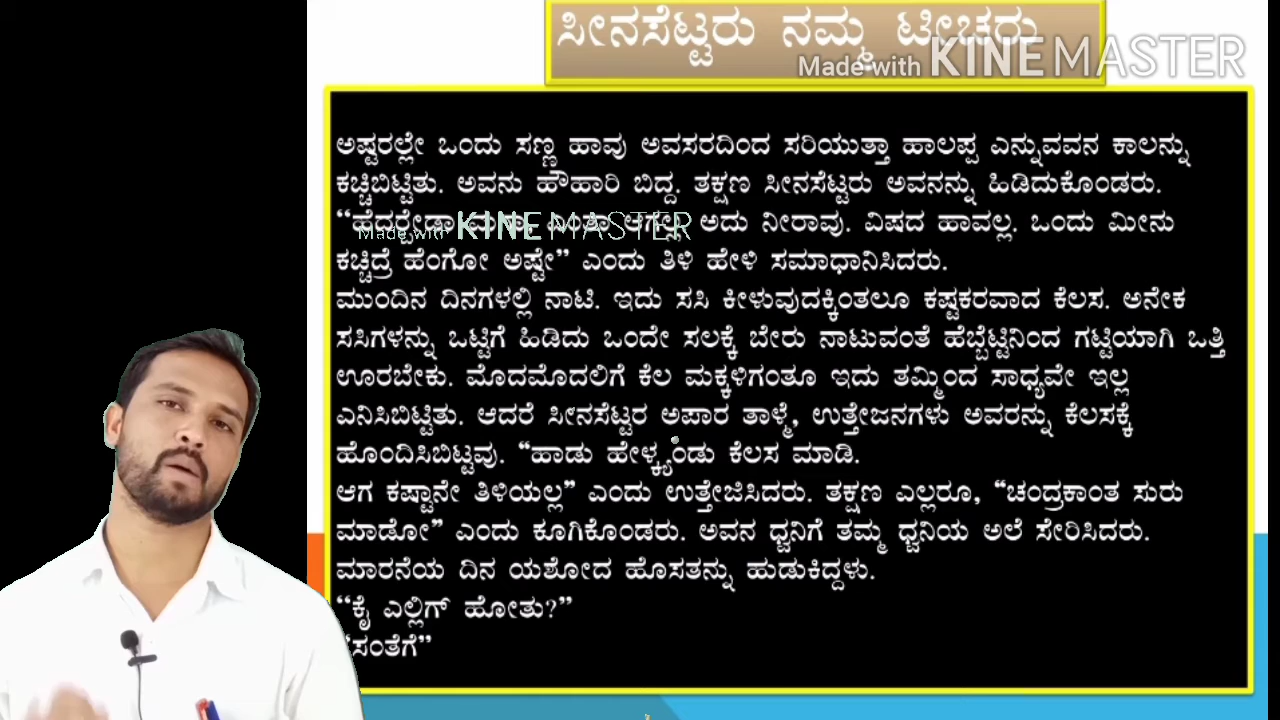 ಸೀನಸೆಟ್ಟರು ನಮ್ಮ ಟೀಚರು
Made with KINEMASTER
ಅಷ್ಟರಲ್ಲೇ ಒಂದು ಸಣ್ಣ ಹಾವು ಅವಸರದಿಂದ ಸರಿಯುತ್ತಾ ಹಾಲಪ್ಪ ಎನ್ನುವವನ ಕಾಲನ್ನು
ಕಚ್ಚಿಬಿಟ್ಟಿತು. ಅವನು ಹೌಹಾರಿ ಬಿದ್ದ. ತಕ್ಷಣ ಸೀನಸೆಟ್ಟರು ಅವನನ್ನು ಹಿಡಿದುಕೊಂಡರು.
ಆಗಲ್ಲ ಅದು ನೀರಾವು. ವಿಷದ ಹಾವಲ್ಲ. ಒಂದು ಮೀನು
Made with KINEMASTER
ಕಚ್ಚಿದ್ರೆ ಹೆಂಗೋ ಅಷ್ಟೇ” ಎಂದು ತಿಳಿ ಹೇಳಿ ಸಮಾಧಾನಿಸಿದರು.
ಮುಂದಿನ ದಿನಗಳಲ್ಲಿ ನಾಟಿ. ಇದು ಸಸಿ ಕೀಳುವುದಕ್ಕಿಂತಲೂ ಕಷ್ಟಕರವಾದ ಕೆಲಸ. ಅನೇಕ
ಸಸಿಗಳನ್ನು ಒಟ್ಟಿಗೆ ಹಿಡಿದು ಒಂದೇ ಸಲಕ್ಕೆ ಬೇರು ನಾಟುವಂತೆ ಹೆಬ್ಬೆಟ್ಟಿನಿಂದ ಗಟ್ಟಿಯಾಗಿ ಒತ್ತಿ
ಊರಬೇಕು. ಮೊದಮೊದಲಿಗೆ ಕೆಲ ಮಕ್ಕಳಿಗಂತೂ ಇದು ತಮ್ಮಿಂದ ಸಾಧ್ಯವೇ ಇಲ್ಲ
ಎನಿಸಿಬಿಟ್ಟಿತು. ಆದರೆ ಸೀನಸೆಟ್ಟರ ಅಪಾರ ತಾಳ್ಮೆ, ಉತ್ತೇಜನಗಳು ಅವರನ್ನು ಕೆಲಸಕ್ಕೆ
ಹೊಂದಿಸಿಬಿಟ್ಟವು. “ಹಾಡು ಹೇಳ್ಕ್ಯಂಡು ಕೆಲಸ ಮಾಡಿ.
ಆಗ ಕಷ್ಟಾನೇ ತಿಳಿಯಲ್ಲ” ಎಂದು ಉತ್ತೇಜಿಸಿದರು. ತಕ್ಷಣ ಎಲ್ಲರೂ, “ಚಂದ್ರಕಾಂತ ಸುರು
ಮಾಡೋ” ಎಂದು ಕೂಗಿಕೊಂಡರು. ಅವನ ಧ್ವನಿಗೆ ತಮ್ಮ ಧ್ವನಿಯ ಅಲೆ ಸೇರಿಸಿದರು.
ಮಾರನೆಯ ದಿನ ಯಶೋದ ಹೊಸತನ್ನು ಹುಡುಕಿದ್ದಳು.
“ಕೈ ಎಲ್ಲಿಗ್ ಹೋತು?”
“ಸಂತೆಗೆ”